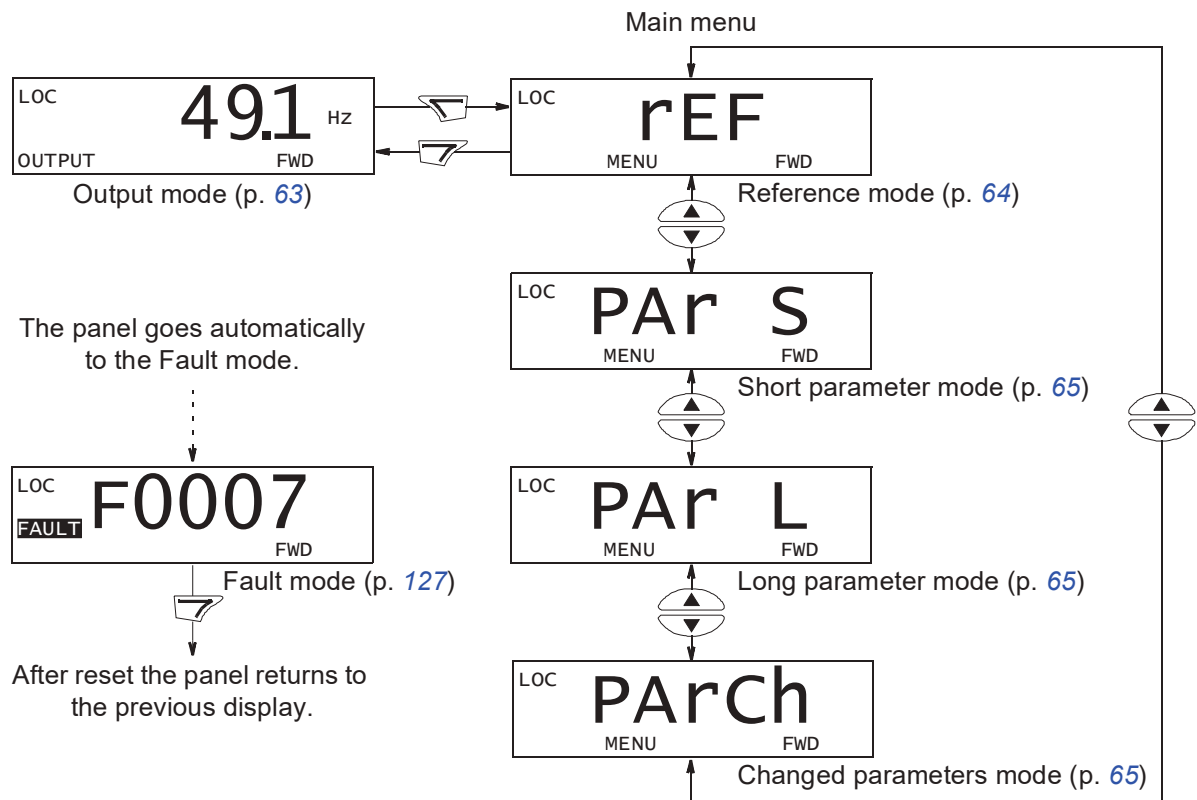 Main menu
LOC
49.1 Hz
OUTPUT FWD
Output mode (p. 63)
LOC
rEF
MENU FWD
Reference mode (p. 64)
LOC
PAr S
MENU FWD
Short parameter mode (p. 65)
The panel goes automatically
to the Fault mode.
LOC
F0007
FAULT
FWD
Fault mode (p. 127)
After reset the panel returns to
the previous display.
LOC
PAr L
MENU FWD
Long parameter mode (p. 65)
LOC
PArCh
MENU FWD
Changed parameters mode (p. 65)